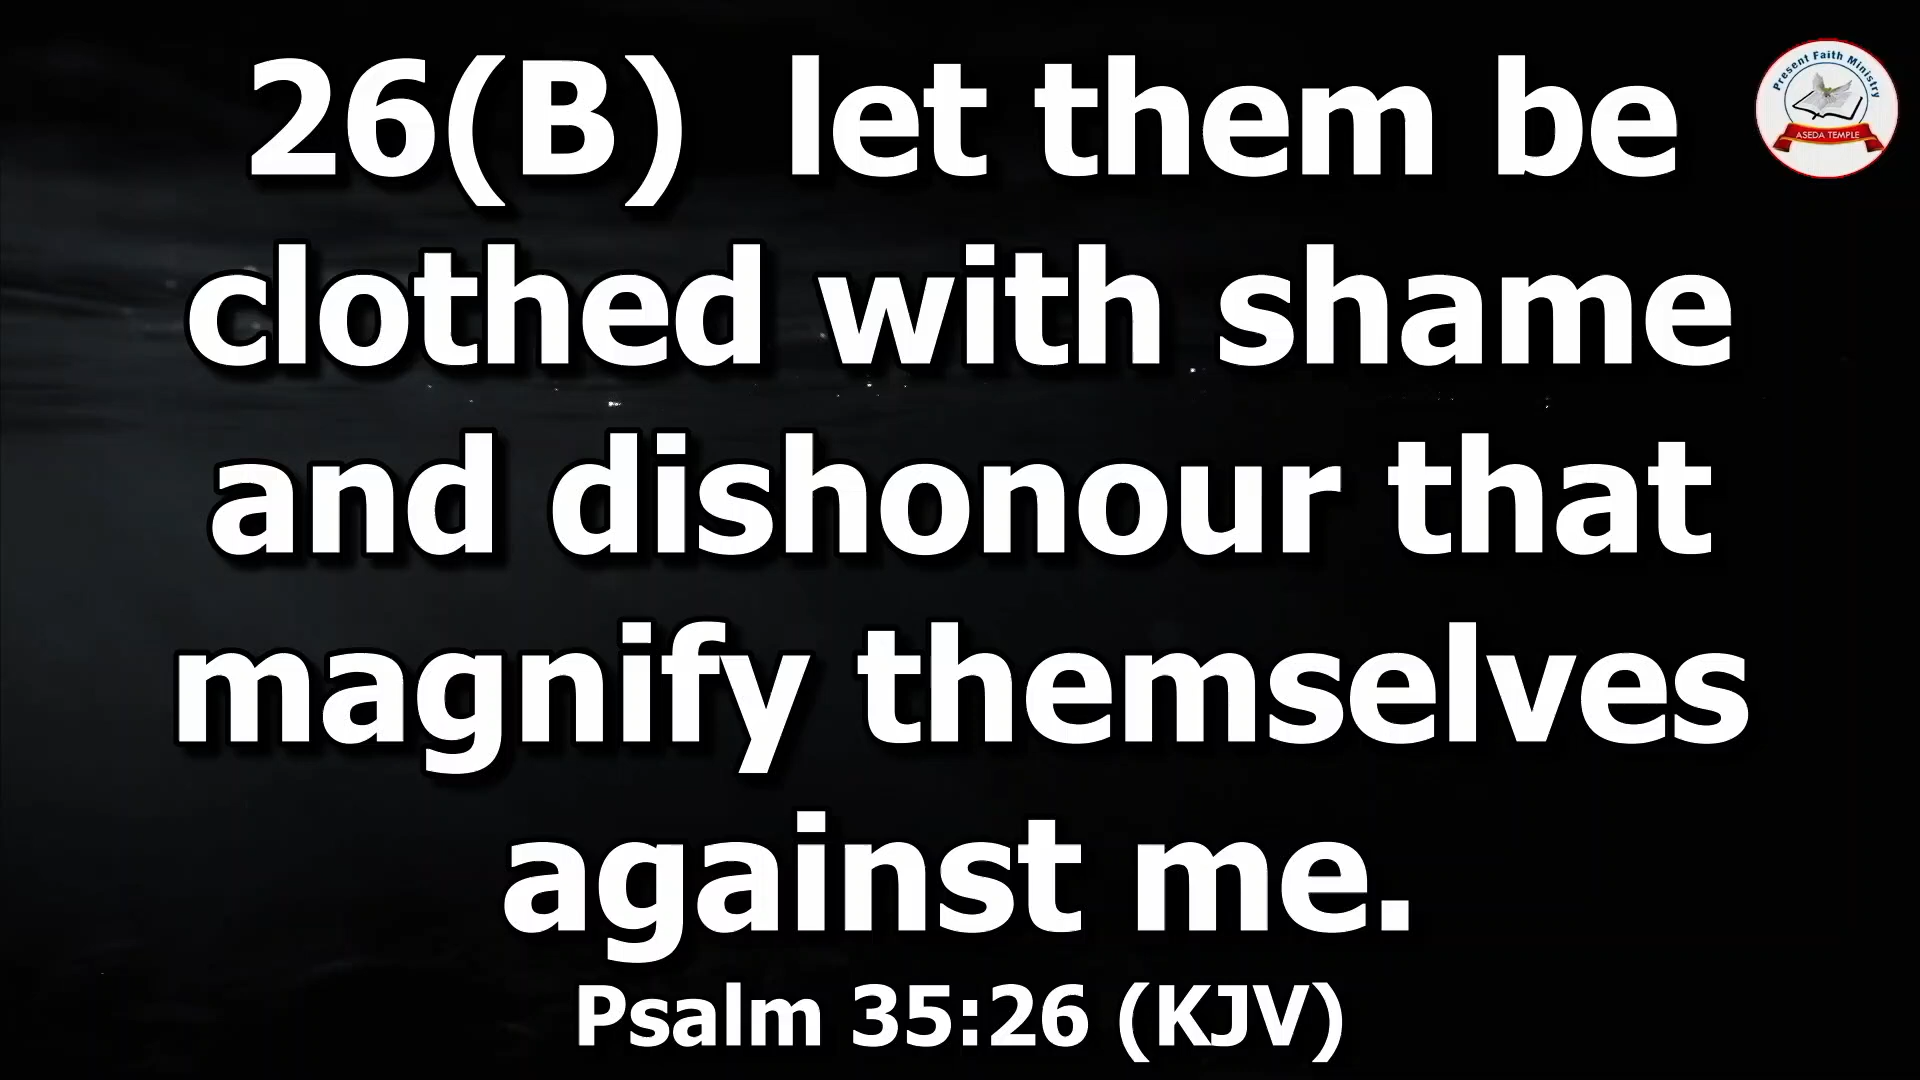 26(B)  let them be
clothed with shame
and dishonour that
magnify themselves
against me.
Psalm 35:26 (KJV)
Present Faith Ministry
ASEDA TEMPLE